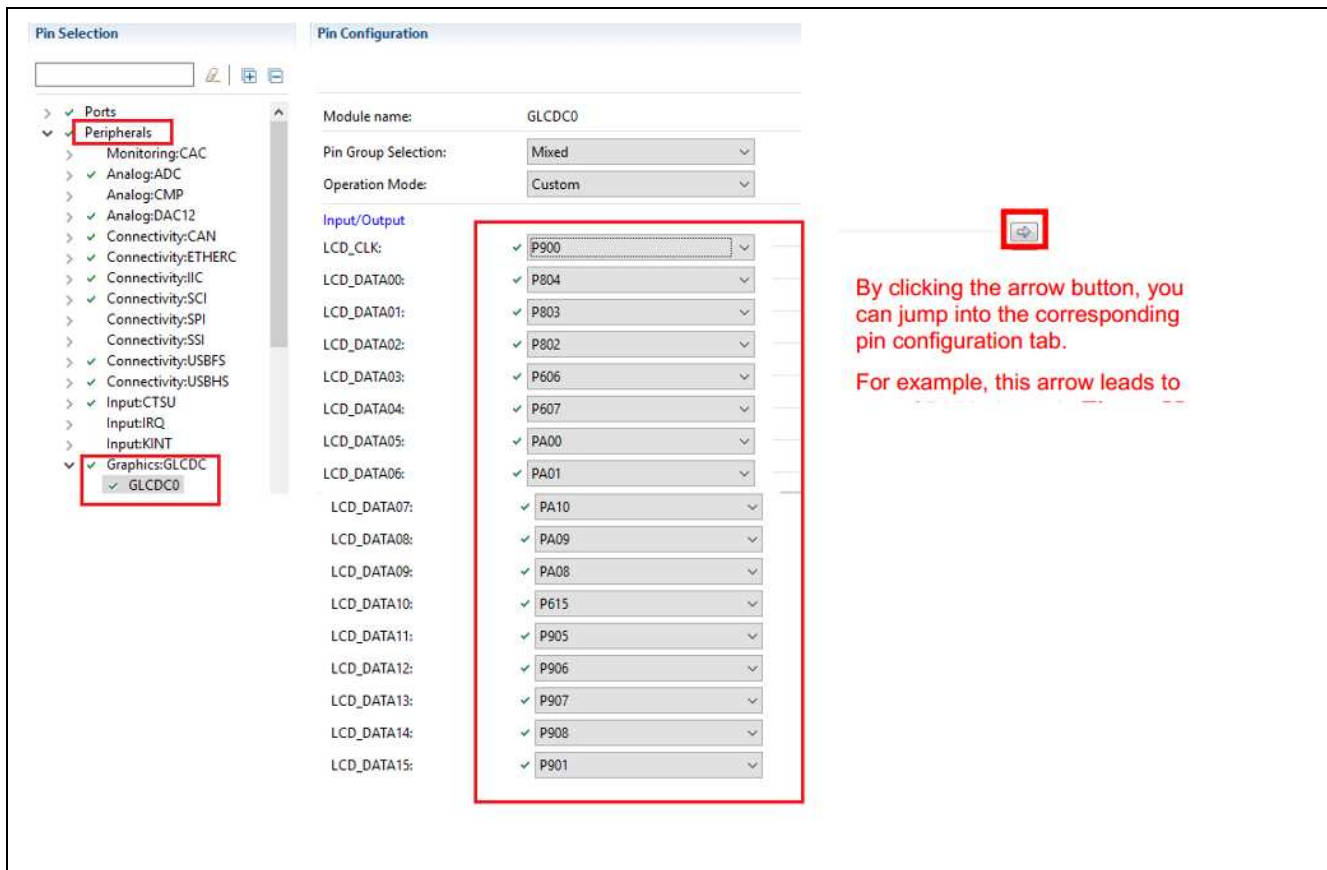 Pin Selection
Pin Configuration
Ports
Peripherals
Monitoring:CAC
Analog:ADC
Analog:CMP
Analog:DAC12
Connectivity:CAN
Connectivity:ETHERC
Connectivity:IIC
Connectivity:SCI
Connectivity:SPI
Connectivity:SSI
Connectivity:USBFS
Connectivity:USBHS
Input:CTSU
Input:IRQ
Input:KINT
Graphics:GLCDC
GLCDC0
Module name: GLCDC0
Pin Group Selection: Mixed
Operation Mode: Custom
Input/Output
LCD_CLK: P900
LCD_DATA00: P804
LCD_DATA01: P803
LCD_DATA02: P802
LCD_DATA03: P606
LCD_DATA04: P607
LCD_DATA05: PA00
LCD_DATA06: PA01
LCD_DATA07: PA10
LCD_DATA08: PA09
LCD_DATA09: PA08
LCD_DATA10: P615
LCD_DATA11: P905
LCD_DATA12: P906
LCD_DATA13: P907
LCD_DATA14: P908
LCD_DATA15: P901
By clicking the arrow button, you
can jump into the corresponding
pin configuration tab.
For example, this arrow leads to